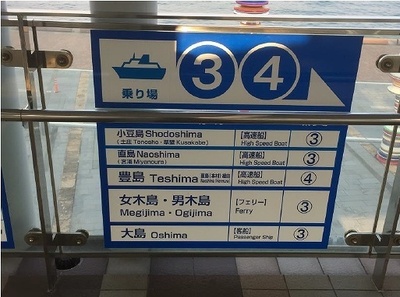 乗り場 ③ ④
小豆島 Shodoshima 【高速船】 ③
(土庄 Tonosho・草壁 Kusakabe) High Speed Boat
直島 Naoshima 【高速船】 ③
(宮浦 Miyanoura) High Speed Boat
豊島 Teshima 【高速船】 ④
High Speed Boat
女木島・男木島 【フェリー】 ③
Megijima・Ogijima Ferry
大島 Oshima 【客船】 ③
Passenger Ship